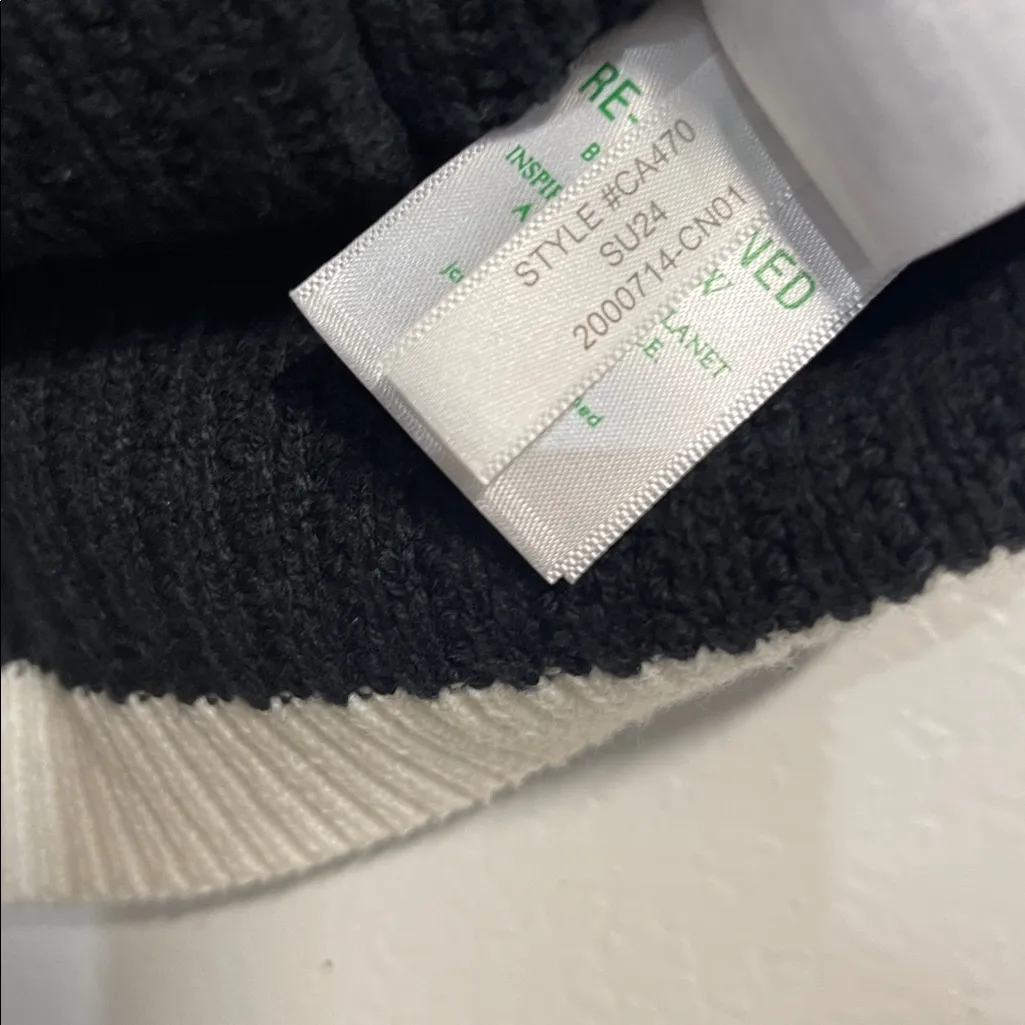 RE-
B
INSPI
A
STYLE #CA470
SU24
2000714-CN01
VED
LANET
E